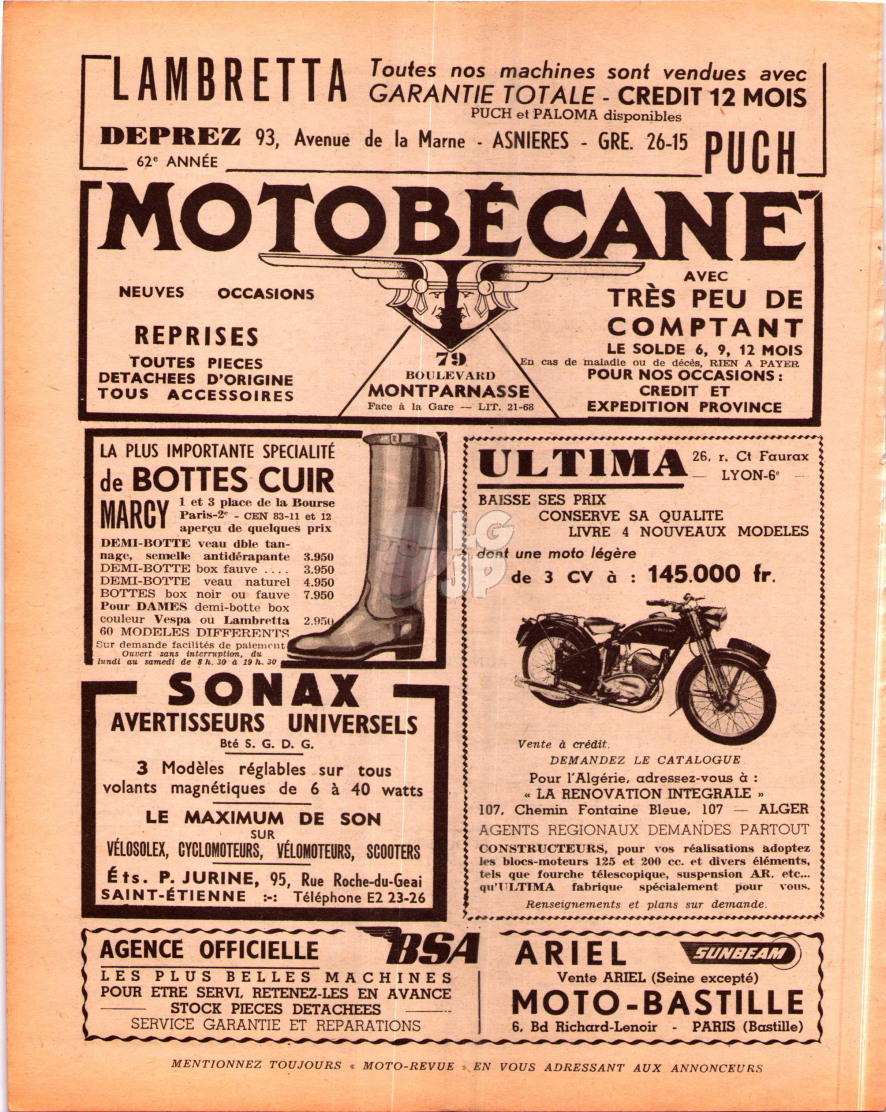 LAMBRETTA
Toutes nos machines sont vendues avec
GARANTIE TOTALE - CREDIT 12 MOIS
PUCH et PALOMA disponibles
DEPREZ 93, Avenue de la Marne - ASNIERES - GRE. 26-15
62e ANNÉE
PUCH
MOTOBÉCANE
NEUVES OCCASIONS
REPRISES
TOUTES PIECES
DETACHEES D'ORIGINE
TOUS ACCESSOIRES
79
BOULEVARD
MONTPARNASSE
Face à la Gare — LIT. 21-68
AVEC
TRÈS PEU DE
COMPTANT
LE SOLDE 6, 9, 12 MOIS
En cas de maladie ou de décès, RIEN A PAYER
POUR NOS OCCASIONS :
CREDIT ET
EXPEDITION PROVINCE
LA PLUS IMPORTANTE SPECIALITÉ
de BOTTES CUIR
MARCY
1 et 3 place de la Bourse
Paris-2e - CEN 83-11 et 12
aperçu de quelques prix
DEMI-BOTTE veau dble tan-
nage, semelle antidérapante 3.950
DEMI-BOTTE box fauve .... 3.950
DEMI-BOTTE veau naturel 4.950
BOTTES box noir ou fauve 7.950
Pour DAMES demi-botte box
couleur Vespa ou Lambretta 2.950
60 MODELES DIFFERENTS
Sur demande facilités de paiement
Ouvert sans interruption, du
lundi au samedi de 8 h. 30 à 19 h. 30
LG
JP
ULTIMA
26, r. Ct Faurax
— LYON-6e —
BAISSE SES PRIX
CONSERVE SA QUALITE
LIVRE 4 NOUVEAUX MODELES
dont une moto légère
de 3 CV à : 145.000 fr.
Vente à crédit.
DEMANDEZ LE CATALOGUE
Pour l'Algérie, adressez-vous à :
« LA RENOVATION INTEGRALE »
107, Chemin Fontaine Bleue, 107 — ALGER
AGENTS REGIONAUX DEMANDES PARTOUT
CONSTRUCTEURS, pour vos réalisations adoptez
les blocs-moteurs 125 et 200 cc. et divers éléments,
tels que fourche télescopique, suspension AR. etc...
qu'ULTIMA fabrique spécialement pour vous.
Renseignements et plans sur demande.
SONAX
AVERTISSEURS UNIVERSELS
Bté S. G. D. G.
3 Modèles réglables sur tous
volants magnétiques de 6 à 40 watts
LE MAXIMUM DE SON
SUR
VÉLOSOLEX, CYCLOMOTEURS, VÉLOMOTEURS, SCOOTERS
Éts. P. JURINE, 95, Rue Roche-du-Geai
SAINT-ÉTIENNE :-: Téléphone E2 23-26
AGENCE OFFICIELLE BSA
LES PLUS BELLES MACHINES
POUR ETRE SERVI, RETENEZ-LES EN AVANCE
STOCK PIECES DETACHEES
SERVICE GARANTIE ET REPARATIONS
ARIEL SUNBEAM
Vente ARIEL (Seine excepté)
MOTO-BASTILLE
6, Bd Richard-Lenoir - PARIS (Bastille)
MENTIONNEZ TOUJOURS « MOTO-REVUE » EN VOUS ADRESSANT AUX ANNONCEURS